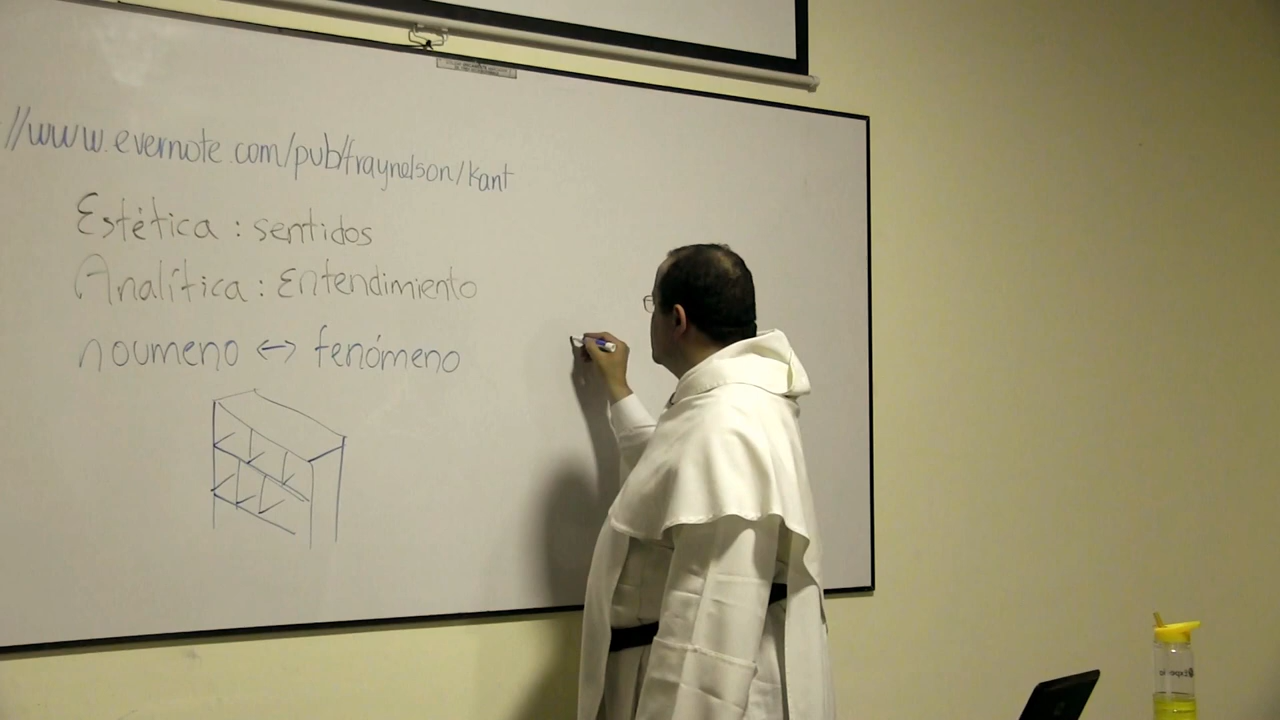 //www.evernote.com/pub/fraynelson/kant
Estética : sentidos
Analítica : Entendimiento
noumeno ↔ fenómeno